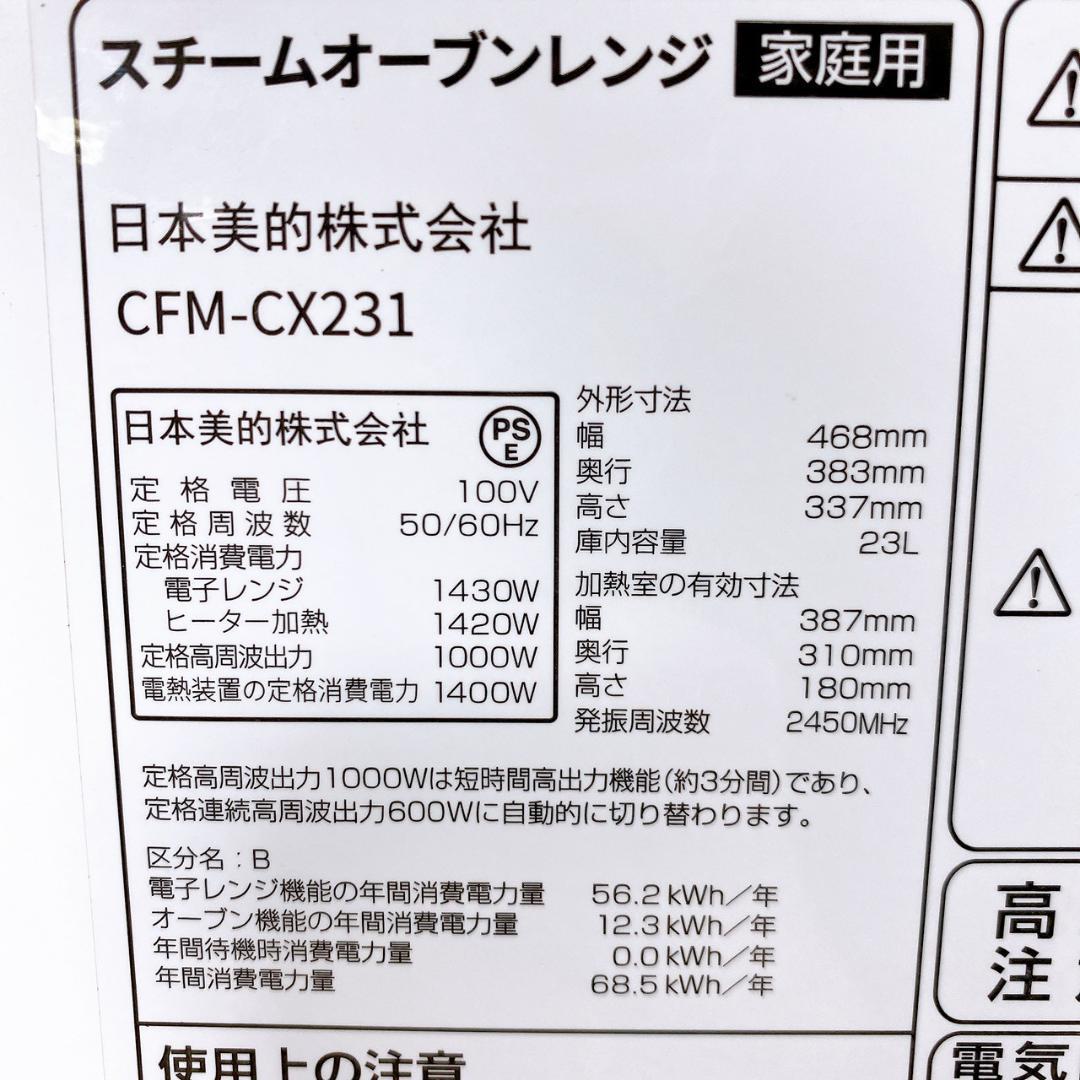 スチームオーブンレンジ 家庭用
日本美的株式会社
CFM-CX231
日本美的株式会社 PSE
定格電圧 100V
定格周波数 50/60Hz
定格消費電力
電子レンジ 1430W
ヒーター加熱 1420W
定格高周波出力 1000W
電熱装置の定格消費電力 1400W
外形寸法
幅 468mm
奥行 383mm
高さ 337mm
庫内容量 23L
加熱室の有効寸法
幅 387mm
奥行 310mm
高さ 180mm
発振周波数 2450MHz
定格高周波出力1000Wは短時間高出力機能(約3分間)であり、
定格連続高周波出力600Wに自動的に切り替わります。
区分名:B
電子レンジ機能の年間消費電力量 56.2kWh/年
オーブン機能の年間消費電力量 12.3kWh/年
年間待機時消費電力量 0.0kWh/年
年間消費電力量 68.5kWh/年
使用上の注意
高
注
電気